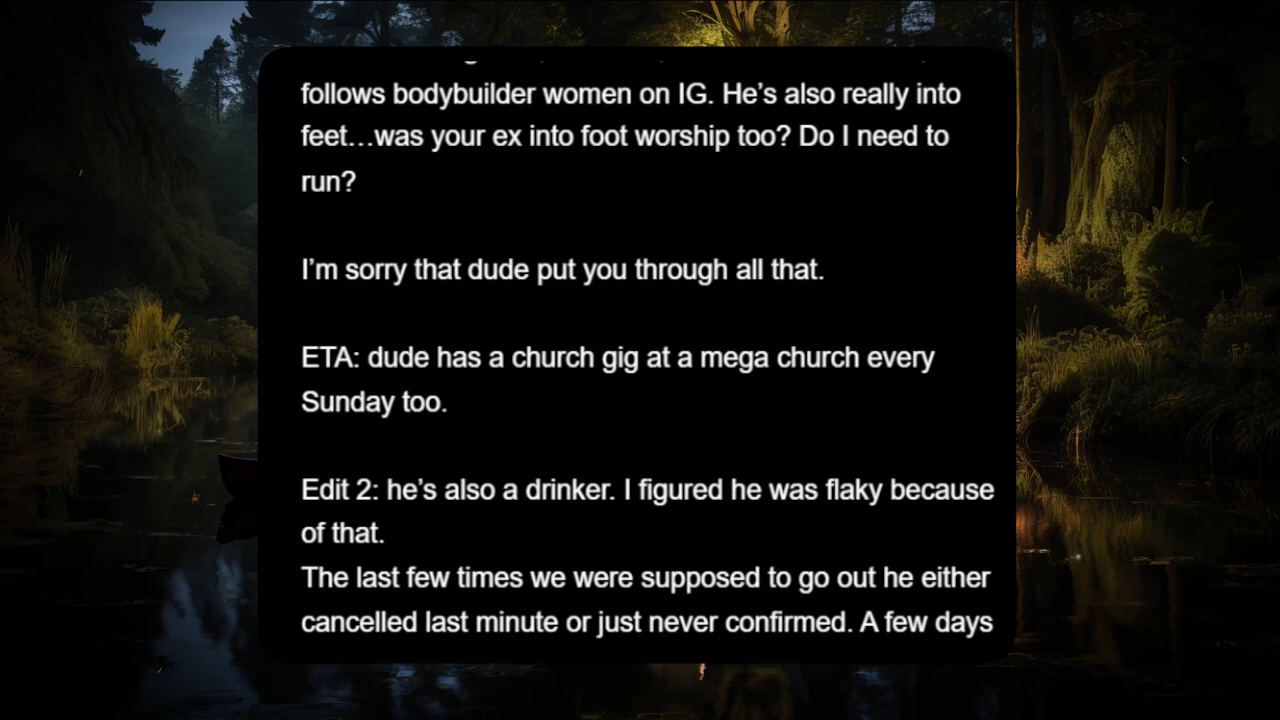 follows bodybuilder women on IG. He’s also really into
feet…was your ex into foot worship too? Do I need to
run?
I’m sorry that dude put you through all that.
ETA: dude has a church gig at a mega church every
Sunday too.
Edit 2: he’s also a drinker. I figured he was flaky because
of that.
The last few times we were supposed to go out he either
cancelled last minute or just never confirmed. A few days